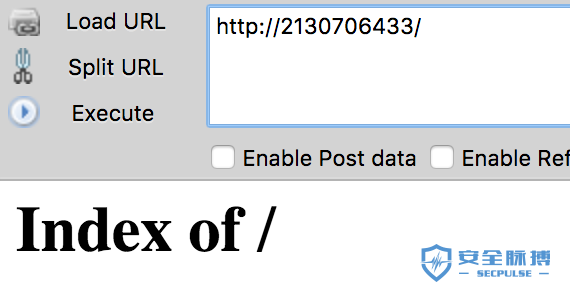 Load URL
http://2130706433/
Split URL
Execute
Enable Post data
Enable Ref
Index of /
安全脉搏
SECPULSE